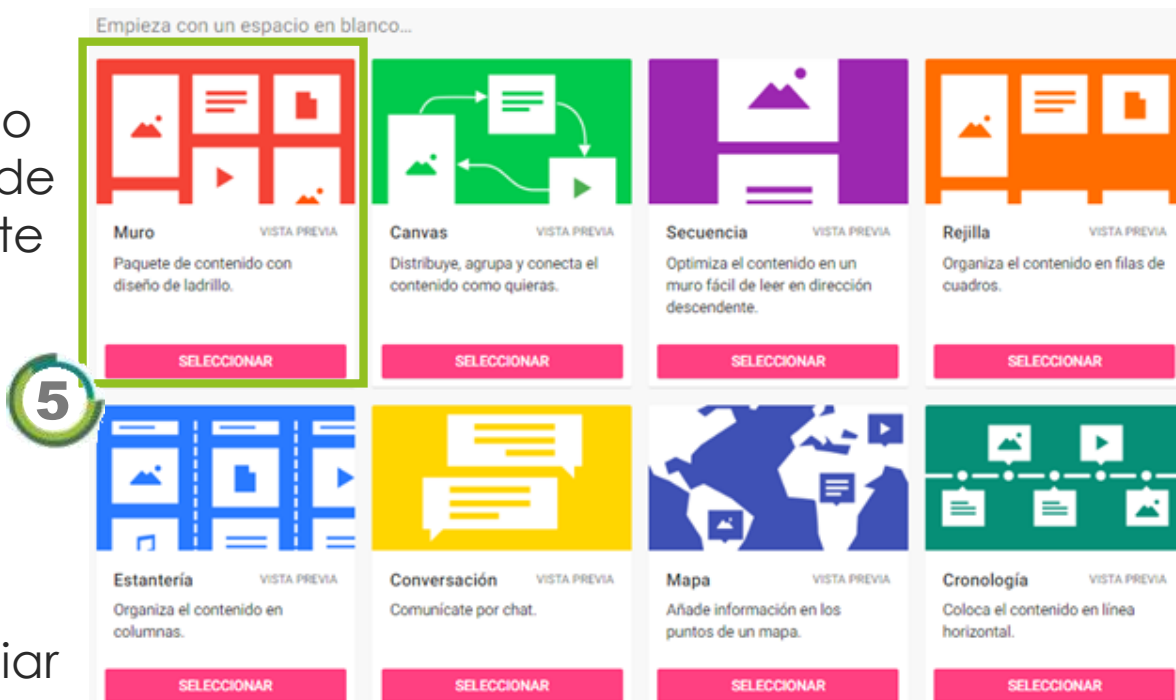 Empieza con un espacio en blanco...
o
de
te
Muro VISTA PREVIA
Paquete de contenido con
diseño de ladrillo.
SELECCIONAR
Canvas VISTA PREVIA
Distribuye, agrupa y conecta el
contenido como quieras.
SELECCIONAR
Secuencia VISTA PREVIA
Optimiza el contenido en un
muro fácil de leer en dirección
descendente.
SELECCIONAR
Rejilla VISTA PREVIA
Organiza el contenido en filas de
cuadros.
SELECCIONAR
5
Estantería VISTA PREVIA
Organiza el contenido en
columnas.
SELECCIONAR
Conversación VISTA PREVIA
Comunícate por chat.
SELECCIONAR
Mapa VISTA PREVIA
Añade información en los
puntos de un mapa.
SELECCIONAR
Cronología VISTA PREVIA
Coloca el contenido en línea
horizontal.
SELECCIONAR
iar